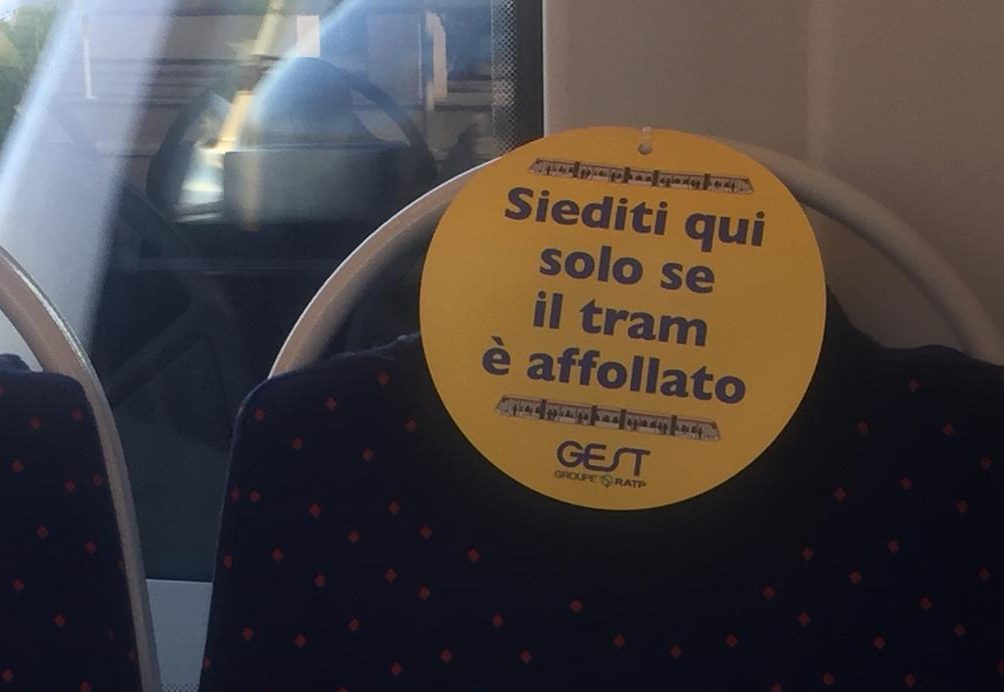 Siediti qui
solo se
il tram
è affollato
GEST
GROUPE RATP